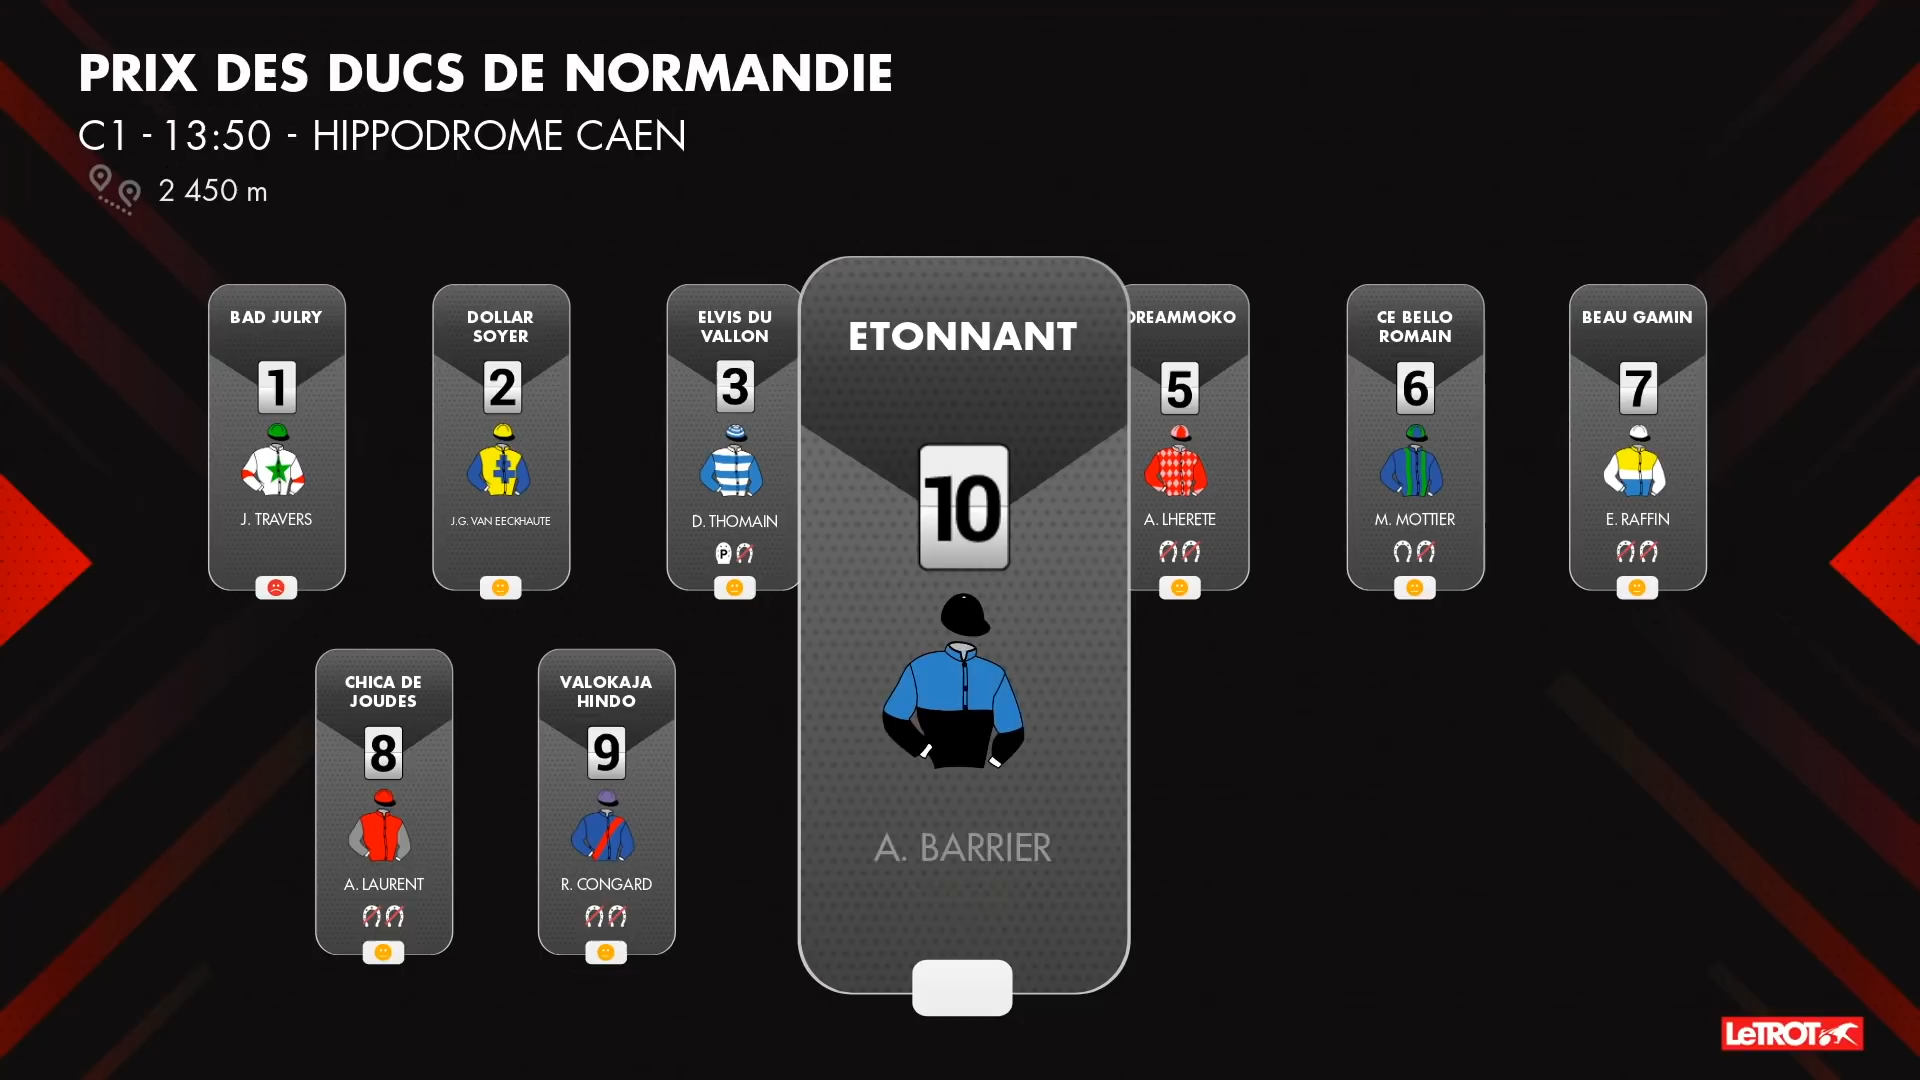 PRIX DES DUCS DE NORMANDIE
C1 - 13:50 - HIPPODROME CAEN
2 450 m
BAD JULRY
1
J. TRAVERS
DOLLAR
SOYER
2
J.G. VAN EECKHAUTE
ELVIS DU
VALLON
3
D. THOMAIN
P
ETONNANT
10
A. BARRIER
DREAMMOKO
5
A. LHERETE
CE BELLO
ROMAIN
6
M. MOTTIER
BEAU GAMIN
7
E. RAFFIN
CHICA DE
JOUDES
8
A. LAURENT
VALOKAJA
HINDO
9
R. CONGARD
LeTROT